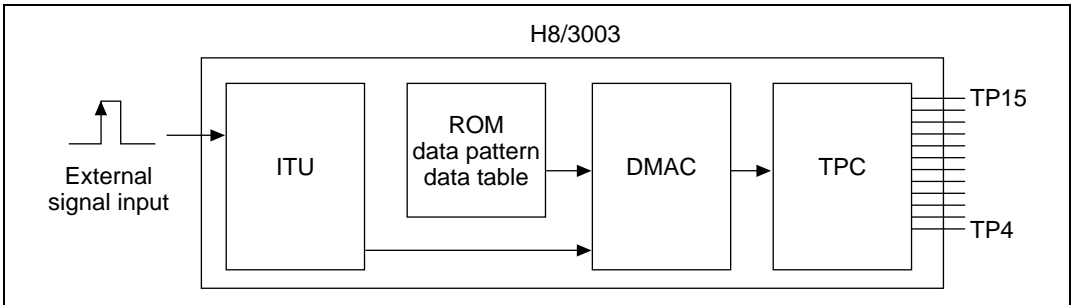 H8/3003
External
signal input
ITU
ROM
data pattern
data table
DMAC
TPC
TP15
TP4